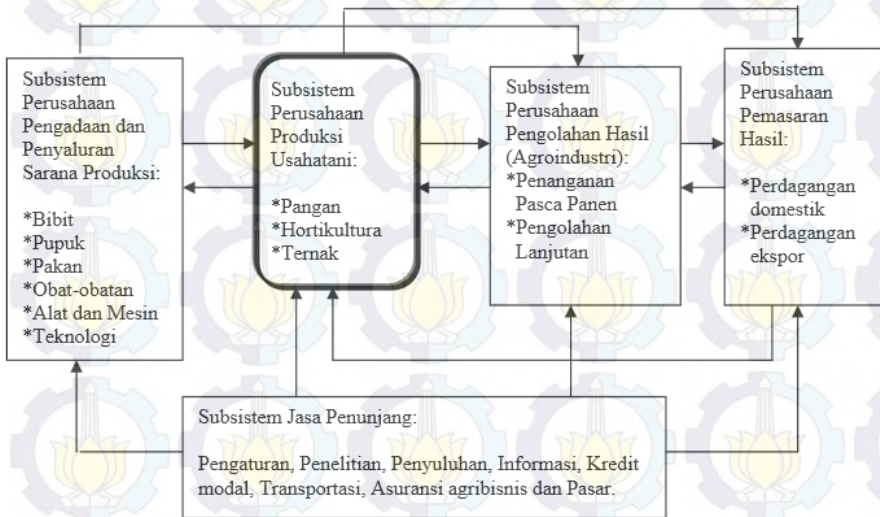 Subsistem
Perusahaan
Pengadaan dan
Penyaluran
Sarana Produksi:
*Bibit
*Pupuk
*Pakan
*Obat-obatan
*Alat dan Mesin
*Teknologi
Subsistem
Perusahaan
Produksi
Usahatani:
*Pangan
*Hortikultura
*Ternak
Subsistem
Perusahaan
Pengolahan Hasil
(Agroindustri):
*Penanganan
Pasca Panen
*Pengolahan
Lanjutan
Subsistem
Perusahaan
Pemasaran
Hasil:
*Perdagangan
domestik
*Perdagangan
ekspor
Subsistem Jasa Penunjang:
Pengaturan, Penelitian, Penyuluhan, Informasi, Kredit
modal, Transportasi, Asuransi agribisnis dan Pasar.